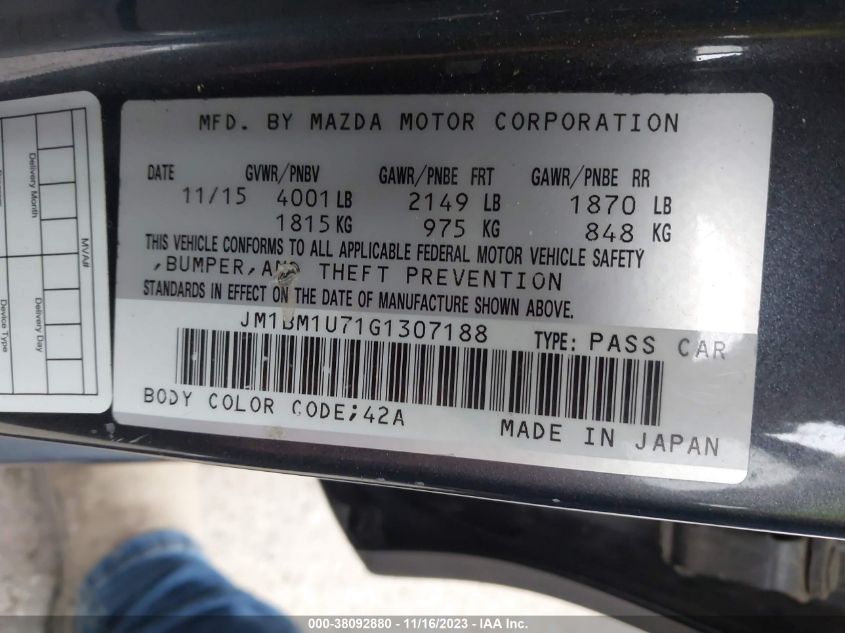 MFD. BY MAZDA MOTOR CORPORATION
DATE GVWR/PNBV GAWR/PNBE FRT GAWR/PNBE RR
11/15 4001 LB 2149 LB 1870 LB
1815 KG 975 KG 848 KG
THIS VEHICLE CONFORMS TO ALL APPLICABLE FEDERAL MOTOR VEHICLE SAFETY
,BUMPER,AND THEFT PREVENTION
STANDARDS IN EFFECT ON THE DATE OF MANUFACTURE SHOWN ABOVE.
JM1BM1U71G1307188 TYPE: PASS CAR
BODY COLOR CODE;42A
MADE IN JAPAN
MVA#
Delivery Month
Delivery Day
Device Type:
000-38092880 - 11/16/2023 - IAA Inc.